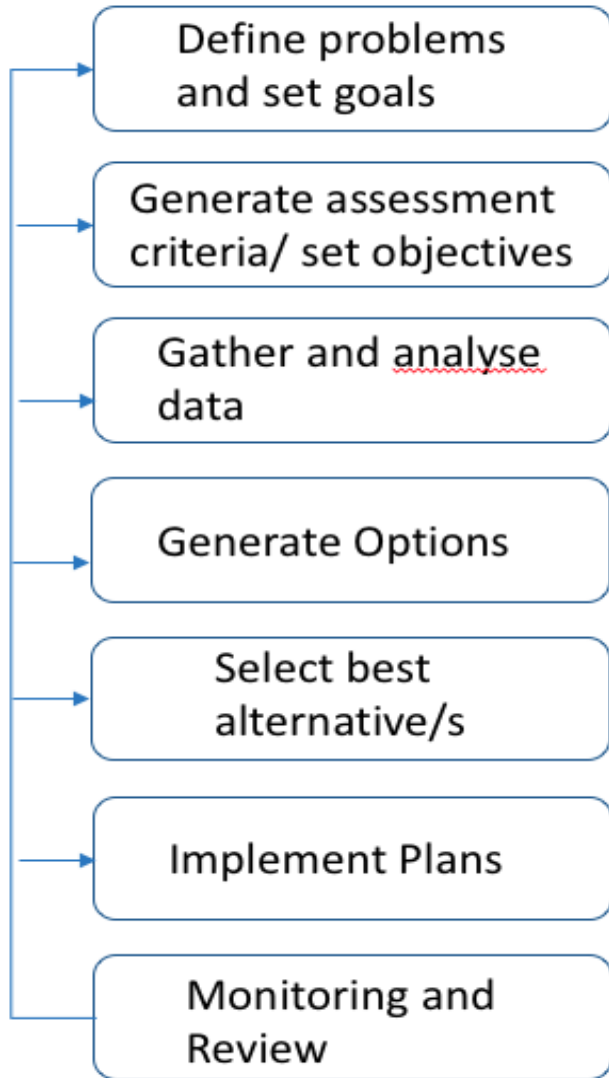 Define problems
and set goals
Generate assessment
criteria/ set objectives
Gather and analyse
data
Generate Options
Select best
alternative/s
Implement Plans
Monitoring and
Review